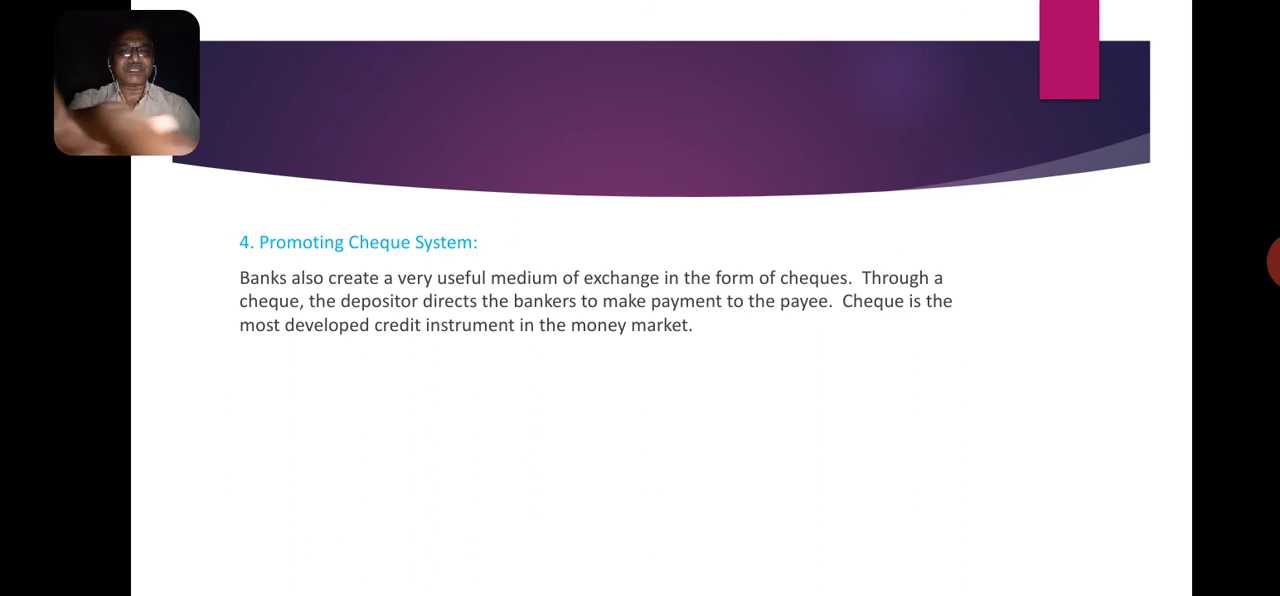 4. Promoting Cheque System:
Banks also create a very useful medium of exchange in the form of cheques.  Through a
cheque, the depositor directs the bankers to make payment to the payee.  Cheque is the
most developed credit instrument in the money market.